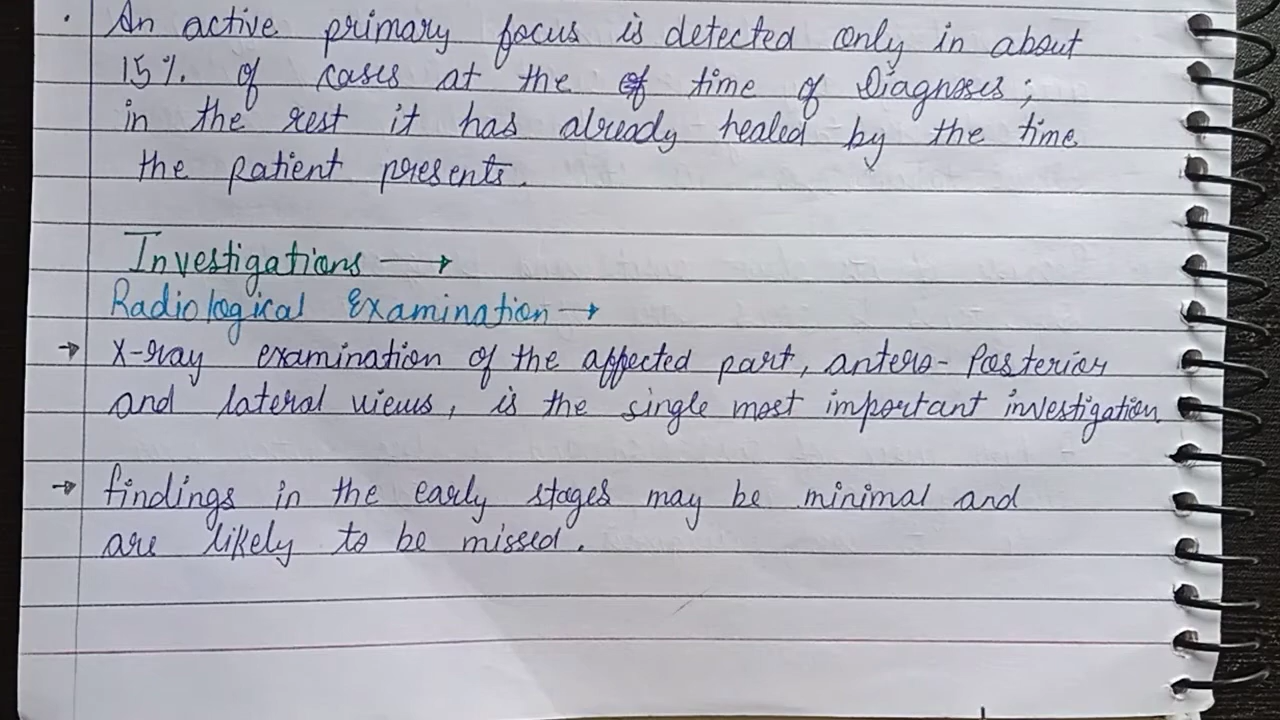 . An active primary focus is detected only in about
15%. of cases at the of time of Diagnosis;
in the rest it has already healed by the time
the patient presents.
Investigations →
Radiological Examination →
→ X-ray examination of the affected part, antero-Posterior
and lateral views, is the single most important investigation.
→ findings in the early stages may be minimal and
are likely to be missed.